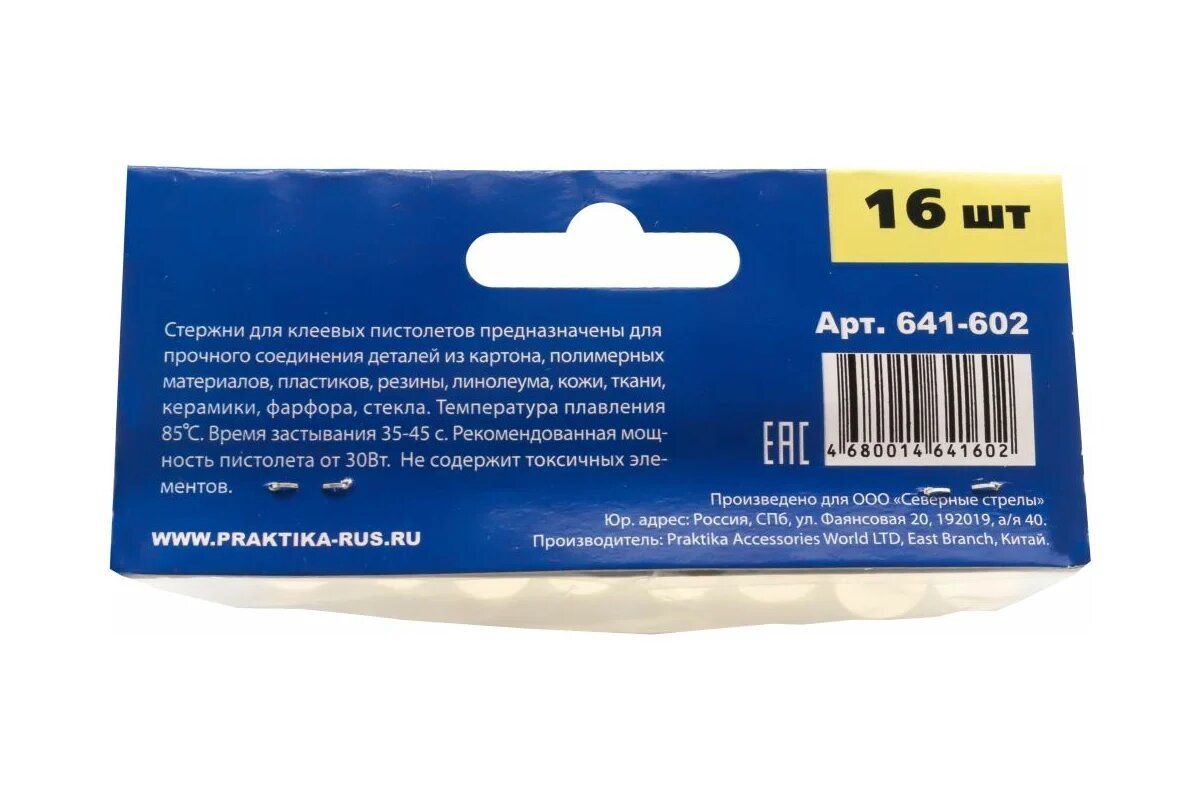 16 шт
Арт. 641-602
Стержни для клеевых пистолетов предназначены для
прочного соединения деталей из картона, полимерных
материалов, пластиков, резины, линолеума, кожи, ткани,
керамики, фарфора, стекла. Температура плавления
85°С. Время застывания 35-45 с. Рекомендованная мощ-
ность пистолета от 30Вт. Не содержит токсичных эле-
ментов.
WWW.PRAKTIKA-RUS.RU
EAC
4 680014 641602
Произведено для ООО «Северные стрелы»
Юр. адрес: Россия, СПб, ул. Фаянсовая 20, 192019, а/я 40.
Производитель: Praktika Accessories World LTD, East Branch, Китай.